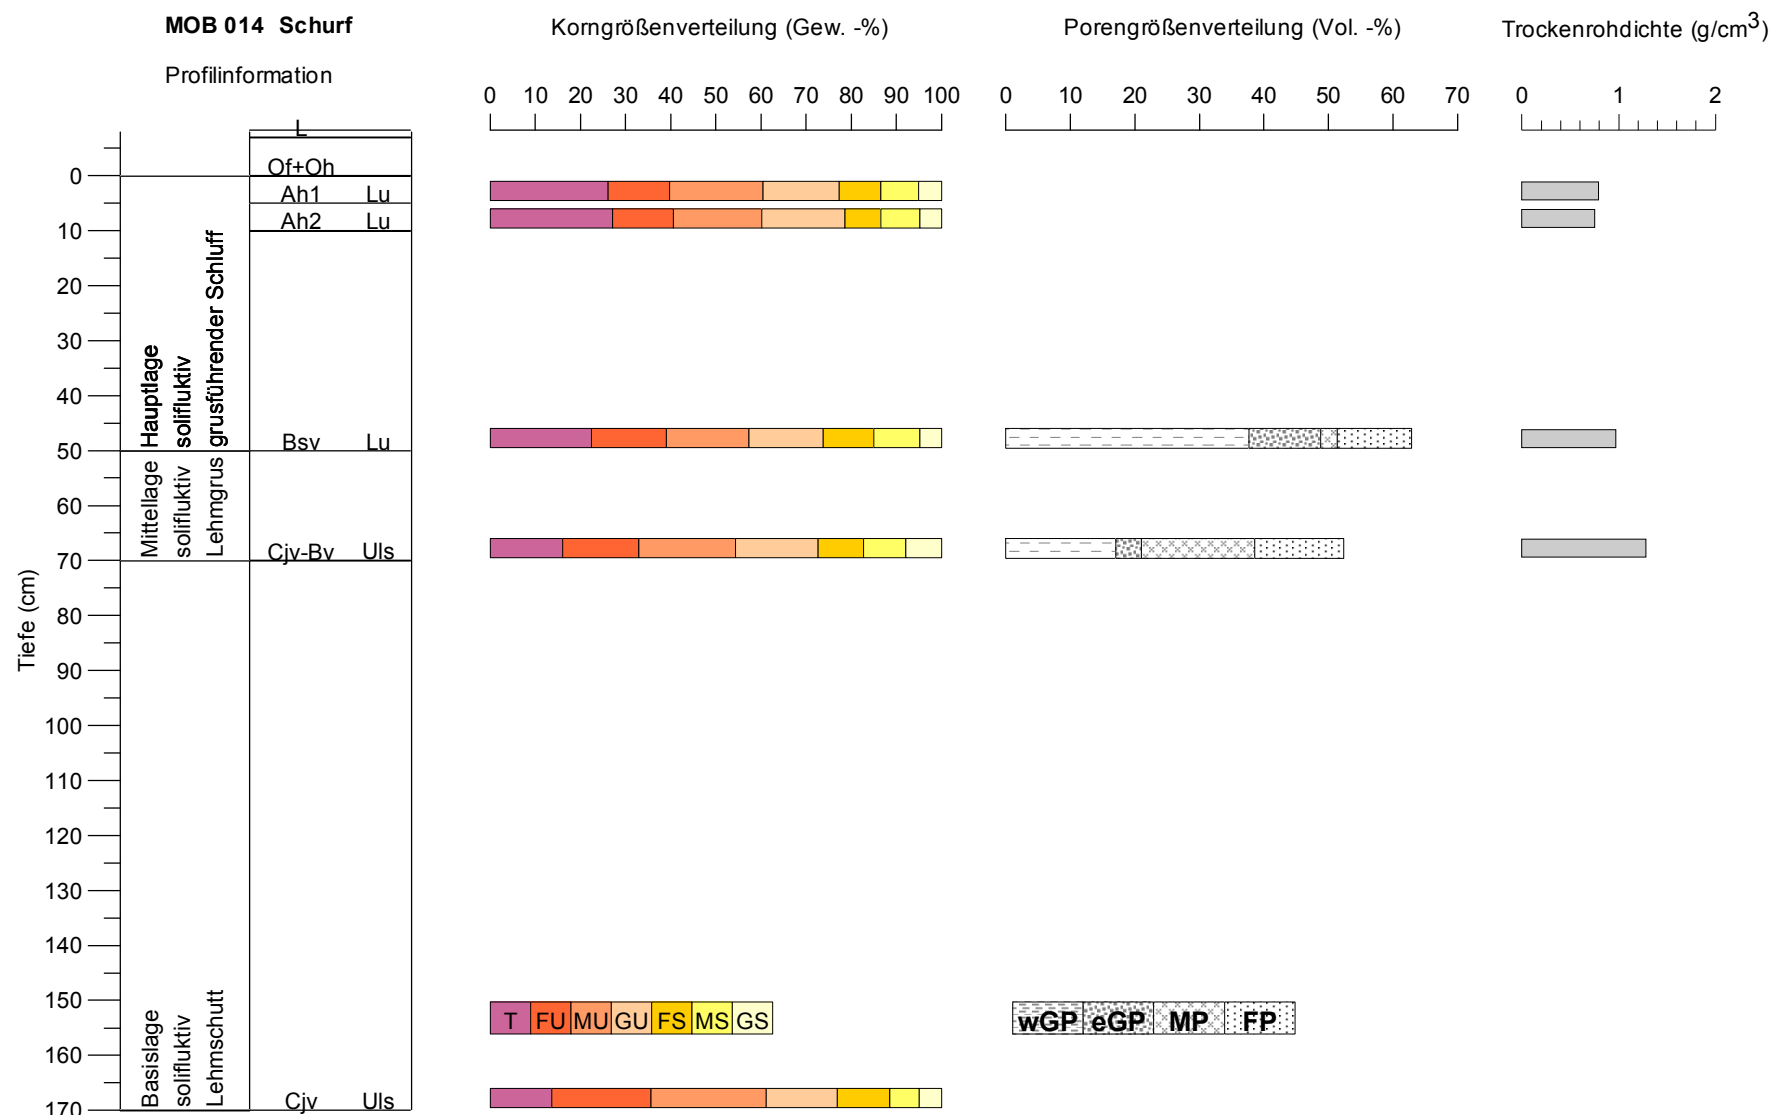 MOB 014 Schurf
Korngrößenverteilung (Gew. -%)
Porengrößenverteilung (Vol. -%)
Trockenrohdichte (g/cm3)
Profilinformation
0 10 20 30 40 50 60 70 80 90 100
0 10 20 30 40 50 60 70
0 1 2
L
Of+Oh
0
Ah1 Lu
Ah2 Lu
10
20
30
40
Hauptlage
solifluktiv
grusführender Schluff
Bsv Lu
50
Mittellage
solifluktiv
Lehmgrus
60
Cjv-Bv Uls
70
Tiefe (cm)
80
90
100
110
120
130
140
150
T FU MU GU FS MS GS
wGP eGP MP FP
160
Basislage
solifluktiv
Lehmschutt
Cjv Uls
170